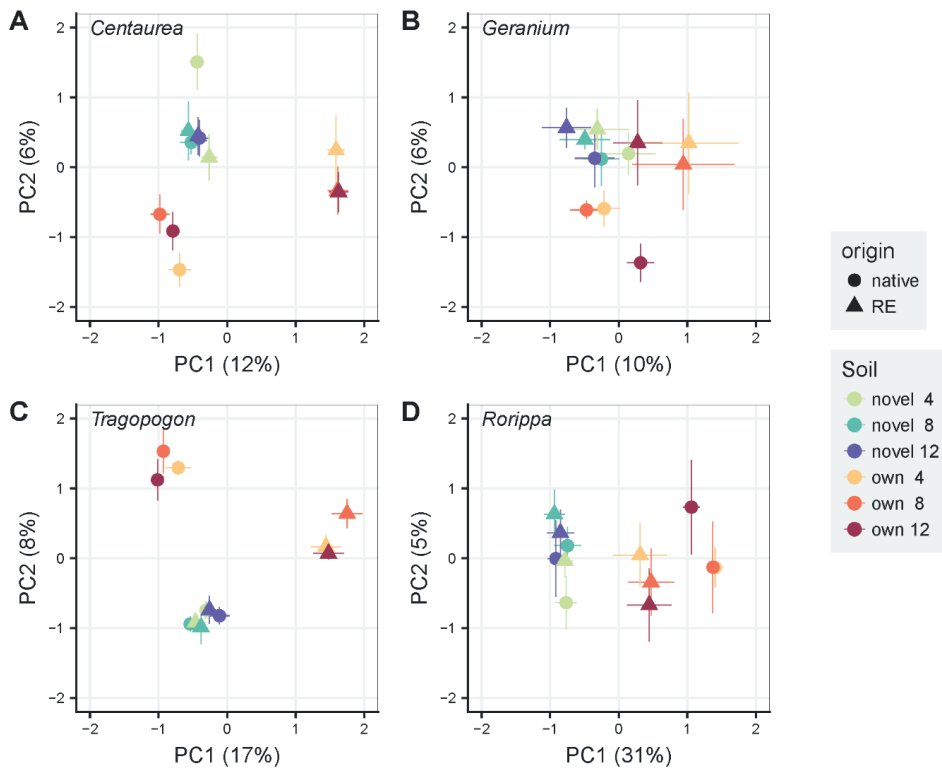 A
Centaurea
2
1
0
−1
−2
PC2 (6%)
−2
−1
0
1
2
PC1 (12%)
B
Geranium
2
1
0
−1
−2
PC2 (6%)
−2
−1
0
1
2
PC1 (10%)
C
Tragopogon
2
1
0
−1
−2
PC2 (8%)
−2
−1
0
1
2
PC1 (17%)
D
Rorippa
2
1
0
−1
−2
PC2 (5%)
−2
−1
0
1
2
PC1 (31%)
origin
native
RE
Soil
novel 4
novel 8
novel 12
own 4
own 8
own 12